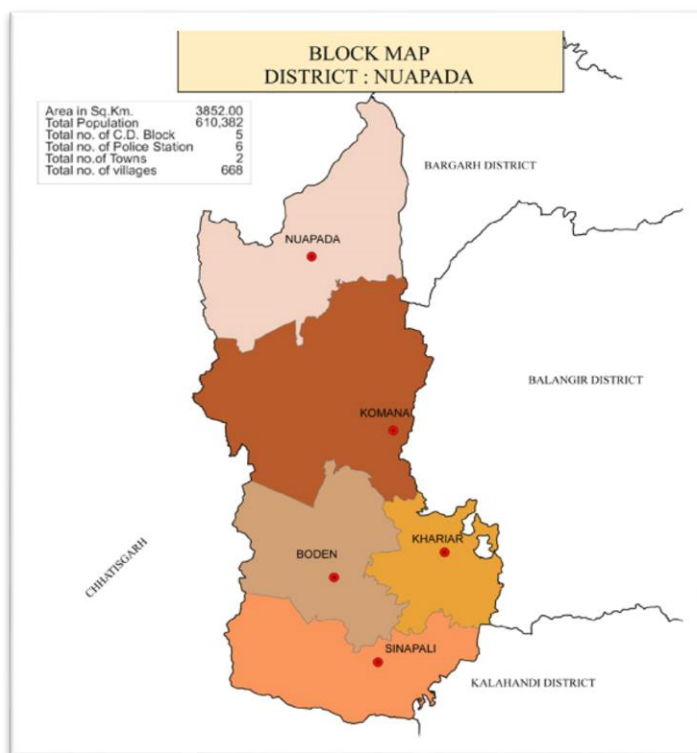 BLOCK MAP
DISTRICT : NUAPADA
Area in Sq.Km. 3852.00
Total Population 610,382
Total no. of C.D. Block 5
Total no. of Police Station 6
Total no.of Towns 2
Total no. of villages 668
BARGARH DISTRICT
NUAPADA
BALANGIR DISTRICT
KOMANA
KHARIAR
BODEN
CHHATISGARH
SINAPALI
KALAHANDI DISTRICT